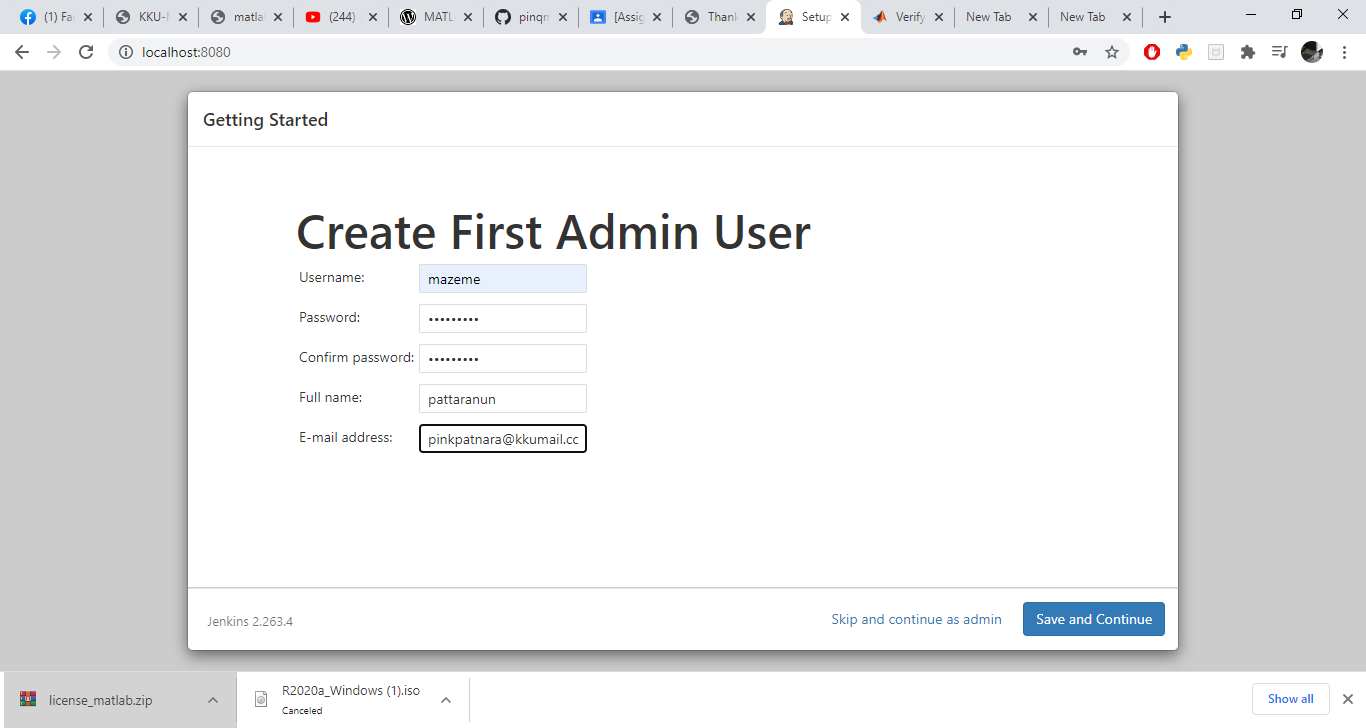 (1) Fa
KKU-
matla
(244)
MATL
pinqn
[Assig
Thank
Setup
Verify
New Tab
New Tab
localhost:8080
Getting Started
Create First Admin User
Username: mazeme
Password: •••••••••
Confirm password: •••••••••
Full name: pattaranun
E-mail address: pinkpatnara@kkumail.cc
Jenkins 2.263.4
Skip and continue as admin
Save and Continue
license_matlab.zip
R2020a_Windows (1).iso
Canceled
Show all